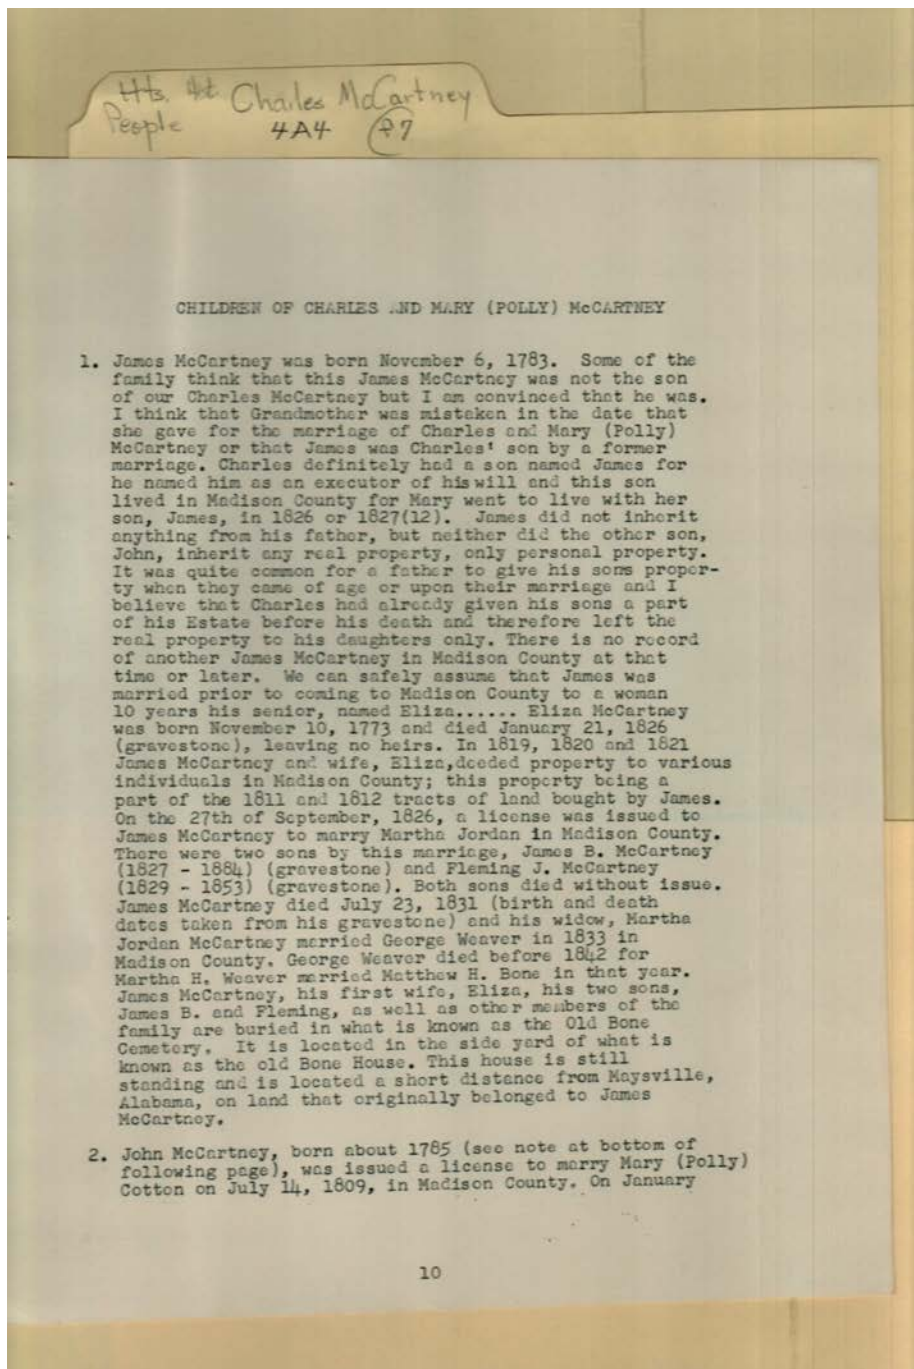 Hts. 4t. Charles McCartney
People 4A4 P7
CHILDREN OF CHARLES AND MARY (POLLY) McCARTNEY
1. James McCartney was born November 6, 1783. Some of the
family think that this James McCartney was not the son
of our Charles McCartney but I am convinced that he was.
I think that Grandmother was mistaken in the date that
she gave for the marriage of Charles and Mary (Polly)
McCartney or that James was Charles' son by a former
marriage. Charles definitely had a son named James for
he named him as an executor of his will and this son
lived in Madison County for Mary went to live with her
son, James, in 1826 or 1827(12). James did not inherit
anything from his father, but neither did the other son,
John, inherit any real property, only personal property.
It was quite common for a father to give his sons proper-
ty when they came of age or upon their marriage and I
believe that Charles had already given his sons a part
of his Estate before his death and therefore left the
real property to his daughters only. There is no record
of another James McCartney in Madison County at that
time or later. We can safely assume that James was
married prior to coming to Madison County to a woman
10 years his senior, named Eliza...... Eliza McCartney
was born November 10, 1773 and died January 21, 1826
(gravestone), leaving no heirs. In 1819, 1820 and 1821
James McCartney and wife, Eliza,deeded property to various
individuals in Madison County; this property being a
part of the 1811 and 1812 tracts of land bought by James.
On the 27th of September, 1826, a license was issued to
James McCartney to marry Martha Jordan in Madison County.
There were two sons by this marriage, James B. McCartney
(1827 - 1884) (gravestone) and Fleming J. McCartney
(1829 - 1853) (gravestone). Both sons died without issue.
James McCartney died July 23, 1831 (birth and death
dates taken from his gravestone) and his widow, Martha
Jordan McCartney married George Weaver in 1833 in
Madison County. George Weaver died before 1842 for
Martha H. Weaver married Matthew H. Bone in that year.
James McCartney, his first wife, Eliza, his two sons,
James B. and Fleming, as well as other members of the
family are buried in what is known as the Old Bone
Cemetery. It is located in the side yard of what is
known as the old Bone House. This house is still
standing and is located a short distance from Maysville,
Alabama, on land that originally belonged to James
McCartney.
2. John McCartney, born about 1785 (see note at bottom of
following page), was issued a license to marry Mary (Polly)
Cotton on July 14, 1809, in Madison County. On January
10